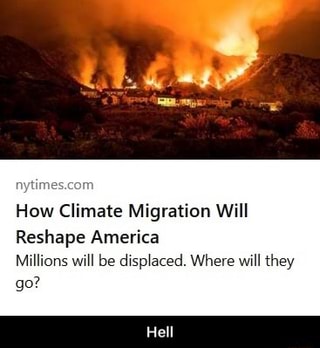 nytimes.com
How Climate Migration Will
Reshape America
Millions will be displaced. Where will they
go?
Hell